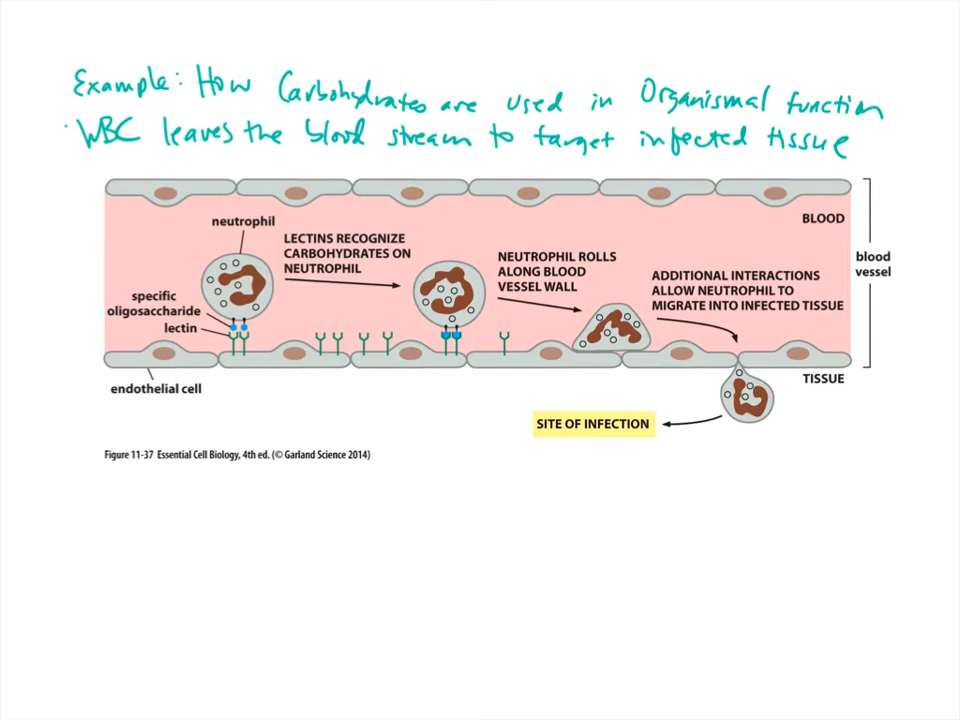 Example: How Carbohydrates are used in Organismal function
· WBC leaves the blood stream to target infected tissue
neutrophil
BLOOD
LECTINS RECOGNIZE
CARBOHYDRATES ON
NEUTROPHIL
NEUTROPHIL ROLLS
ALONG BLOOD
VESSEL WALL
blood
vessel
ADDITIONAL INTERACTIONS
ALLOW NEUTROPHIL TO
MIGRATE INTO INFECTED TISSUE
specific
oligosaccharide
lectin
endothelial cell
TISSUE
SITE OF INFECTION
Figure 11-37 Essential Cell Biology, 4th ed. (© Garland Science 2014)